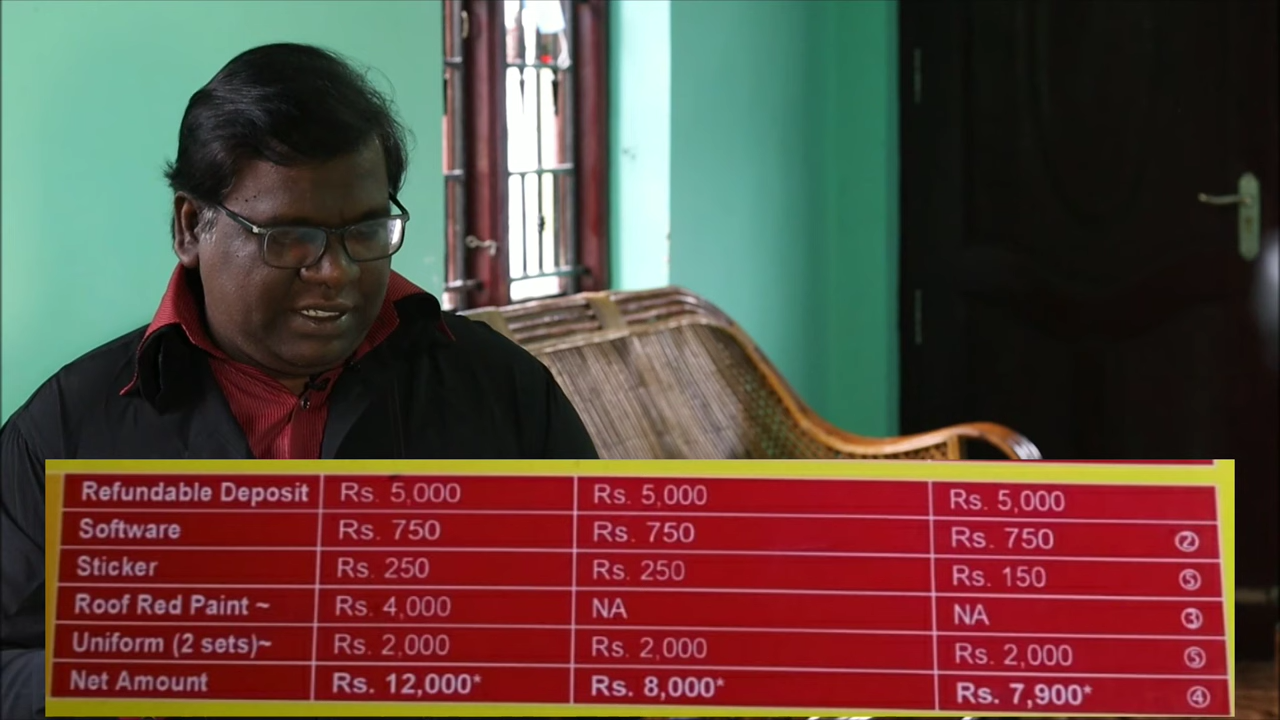 Refundable Deposit Rs. 5,000 Rs. 5,000 Rs. 5,000
Software Rs. 750 Rs. 750 Rs. 750 ②
Sticker Rs. 250 Rs. 250 Rs. 150 ⑤
Roof Red Paint ~ Rs. 4,000 NA NA ③
Uniform (2 sets)~ Rs. 2,000 Rs. 2,000 Rs. 2,000 ⑤
Net Amount Rs. 12,000* Rs. 8,000* Rs. 7,900* ④